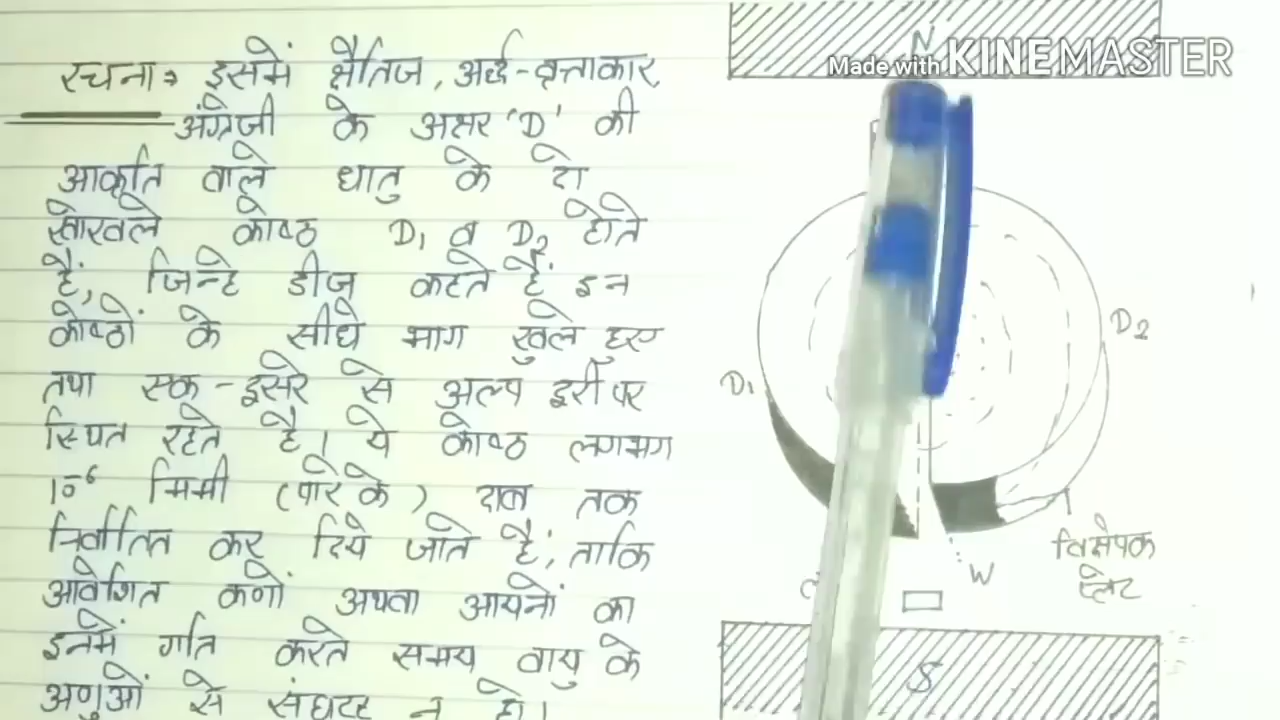 रचना⇒ इसमें क्षैतिज, अर्द्ध-वृत्ताकार
अंग्रेजी के अक्षर 'D' की
आकृति वाले धातु के दो
खोखले कोष्ठ D₁ व D₂ होते
हैं, जिन्हे डीज कहते हैं इन
कोष्ठों के सीधे भाग खुले हुए
तथा एक-दूसरे से अल्प दूरी पर
स्थित रहते है। ये कोष्ठ लगभग
10⁻⁶ मिमी (पारे के) दाब तक
निर्वातित कर दिये जाते है, ताकि
आवेशित कणों अथवा आयनों का
इनमें गति करते समय वायु के
अणुओं से संघटट न हो।
N
Made with KINEMASTER
D₂
D₁
विक्षेपक
प्लेट
W
S